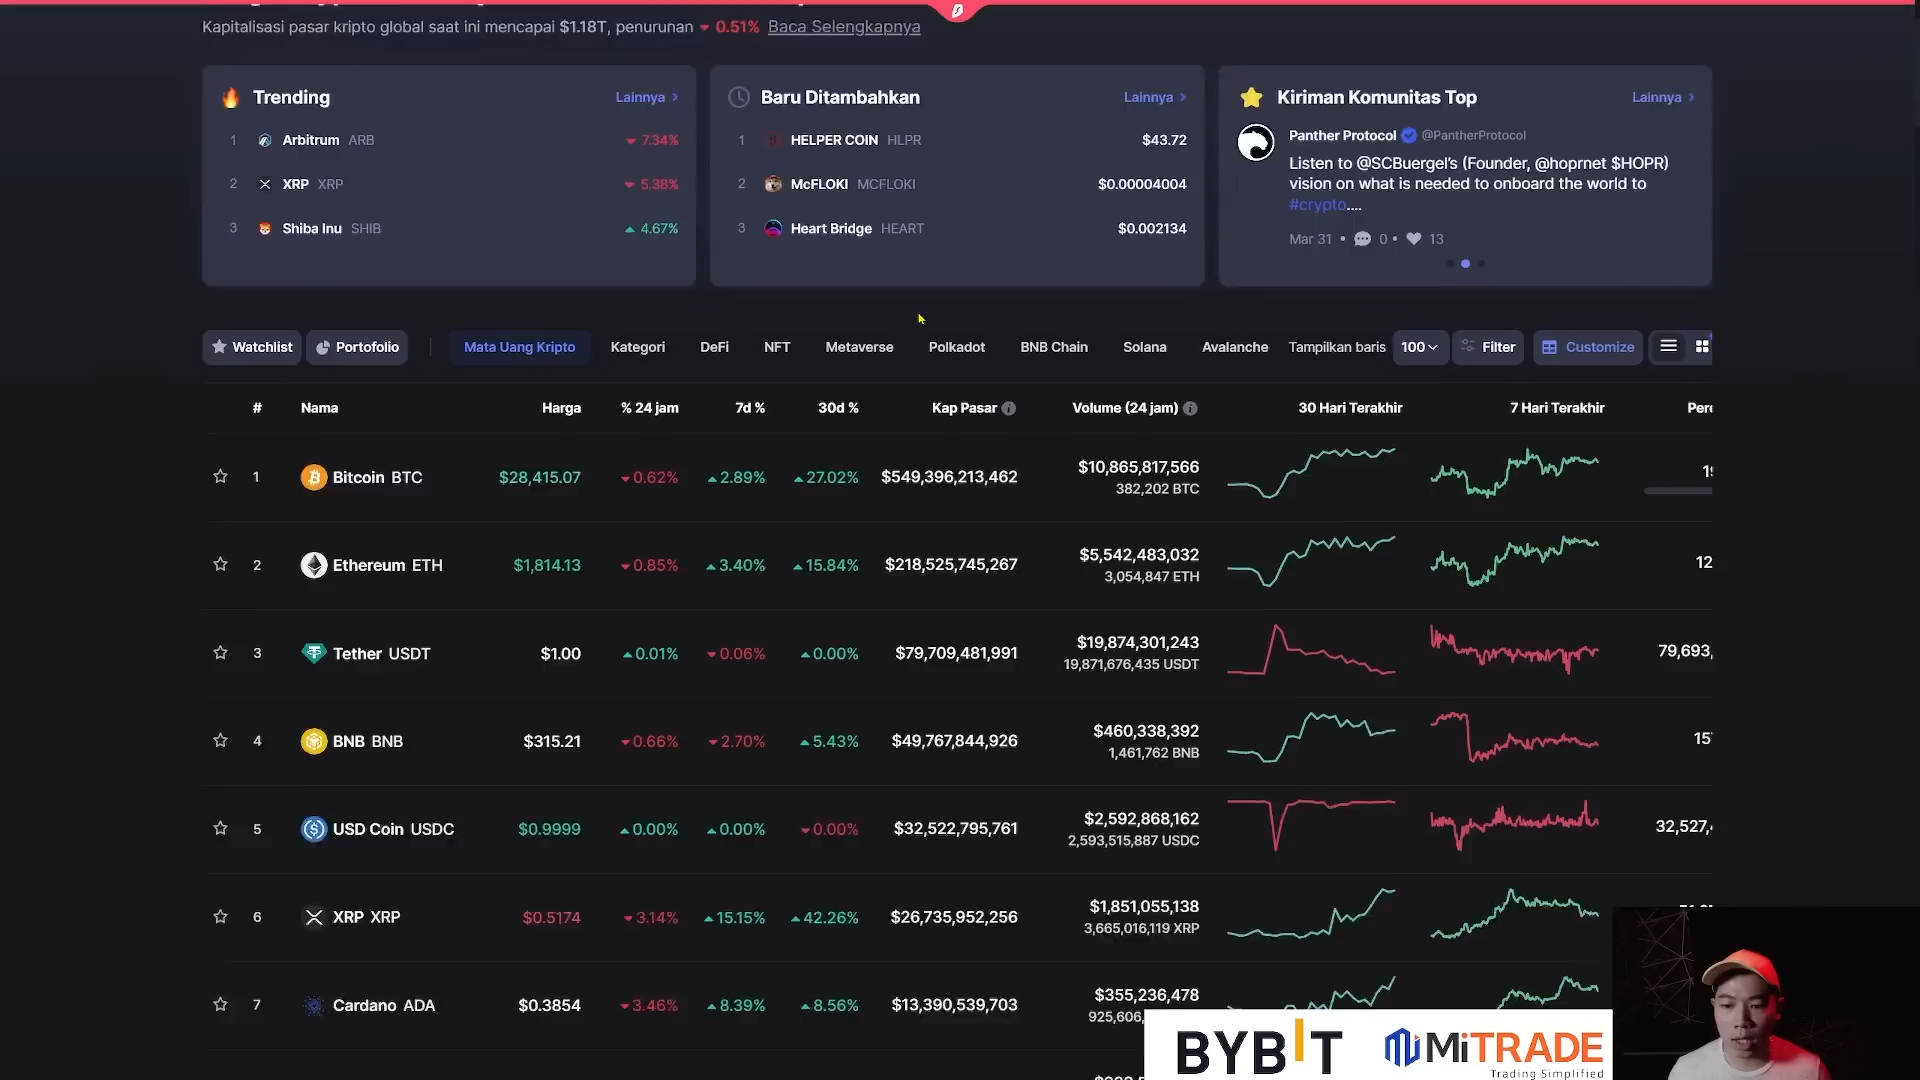 Kapitalisasi pasar kripto global saat ini mencapai $1.18T, penurunan 0.51% Baca Selengkapnya
Trending
Lainnya
1 Arbitrum ARB 7.34%
2 XRP XRP 5.38%
3 Shiba Inu SHIB 4.67%
Baru Ditambahkan
Lainnya
1 HELPER COIN HLPR $43.72
2 McFLOKI MCFLOKI $0.00004004
3 Heart Bridge HEART $0.002134
Kiriman Komunitas Top
Lainnya
Panther Protocol @PantherProtocol
Listen to @SCBuergel's (Founder, @hoprnet $HOPR)
vision on what is needed to onboard the world to
#crypto....
Mar 31 • 0 • 13
Watchlist Portofolio Mata Uang Kripto Kategori DeFi NFT Metaverse Polkadot BNB Chain Solana Avalanche Tampilkan baris 100 Filter Customize
# Nama Harga % 24 jam 7d % 30d % Kap Pasar Volume (24 jam) 30 Hari Terakhir 7 Hari Terakhir
1 Bitcoin BTC $28,415.07 0.62% 2.89% 27.02% $549,396,213,462 $10,865,817,566
382,202 BTC
2 Ethereum ETH $1,814.13 0.85% 3.40% 15.84% $218,525,745,267 $5,542,483,032 12
3,054,847 ETH
3 Tether USDT $1.00 0.01% 0.06% 0.00% $79,709,481,991 $19,874,301,243 79,693,
19,871,676,435 USDT
4 BNB BNB $315.21 0.66% 2.70% 5.43% $49,767,844,926 $460,338,392
1,461,762 BNB
5 USD Coin USDC $0.9999 0.00% 0.00% 0.00% $32,522,795,761 $2,592,868,162 32,527,
2,593,515,887 USDC
6 XRP XRP $0.5174 3.14% 15.15% 42.26% $26,735,952,256 $1,851,055,138
3,665,016,119 XRP
7 Cardano ADA $0.3854 3.46% 8.39% 8.56% $13,390,539,703 $355,236,478
925,606,
BYBIT MiTRADE
Trading Simplified